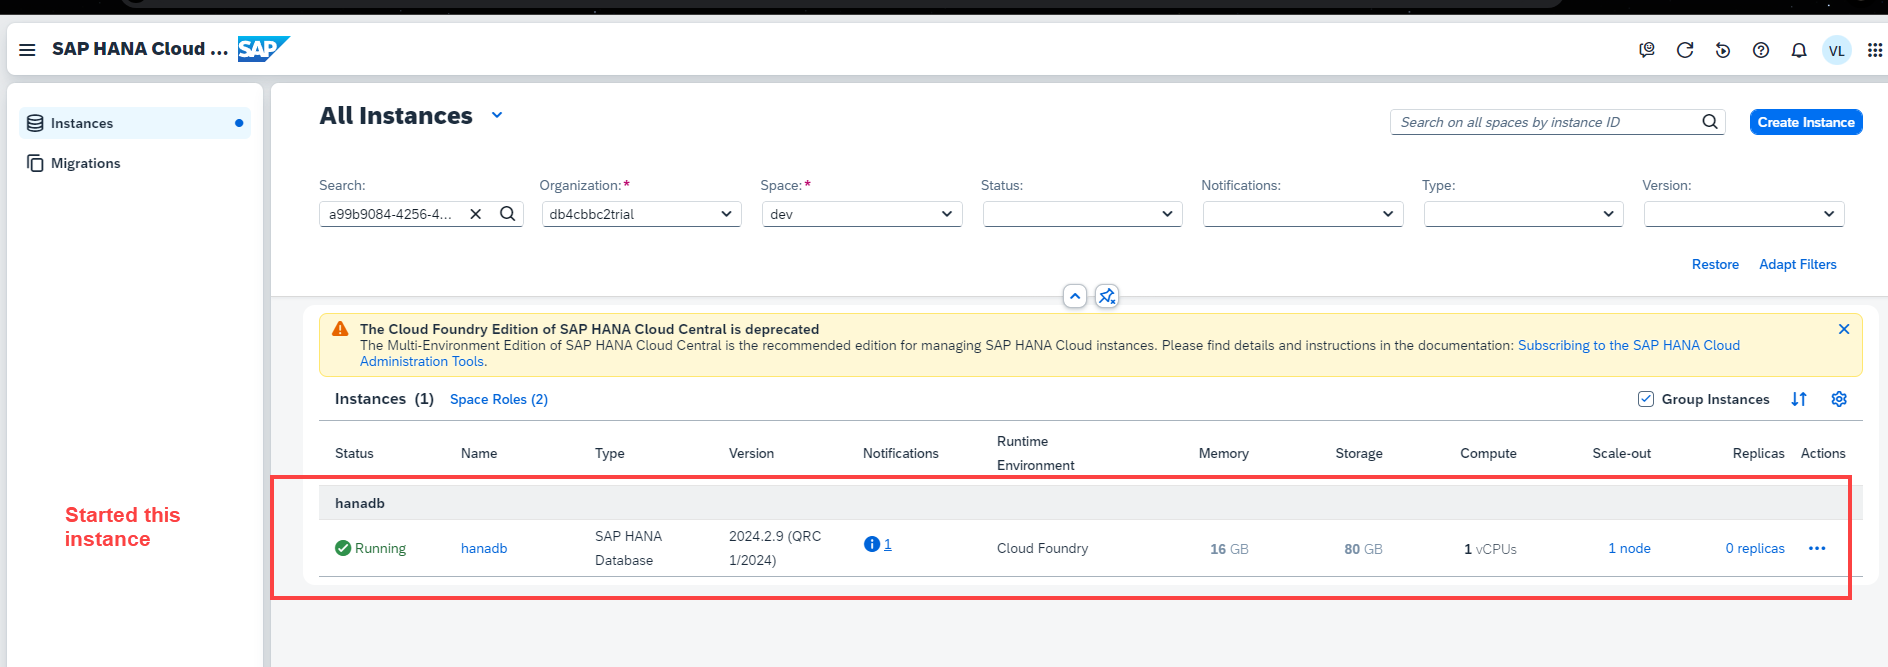 SAP HANA Cloud ... SAP
VL
Instances
Migrations
All Instances
Search on all spaces by instance ID
Create Instance
Search: Organization:* Space:* Status: Notifications: Type: Version:
a99b9084-4256-4... db4cbbc2trial dev
Restore Adapt Filters
The Cloud Foundry Edition of SAP HANA Cloud Central is deprecated
The Multi-Environment Edition of SAP HANA Cloud Central is the recommended edition for managing SAP HANA Cloud instances. Please find details and instructions in the documentation: Subscribing to the SAP HANA Cloud
Administration Tools.
Instances (1) Space Roles (2) Group Instances
Status Name Type Version Notifications Runtime Environment Memory Storage Compute Scale-out Replicas Actions
hanadb
Running hanadb SAP HANA Database 2024.2.9 (QRC 1/2024) 1 Cloud Foundry 16 GB 80 GB 1 vCPUs 1 node 0 replicas
Started this
instance